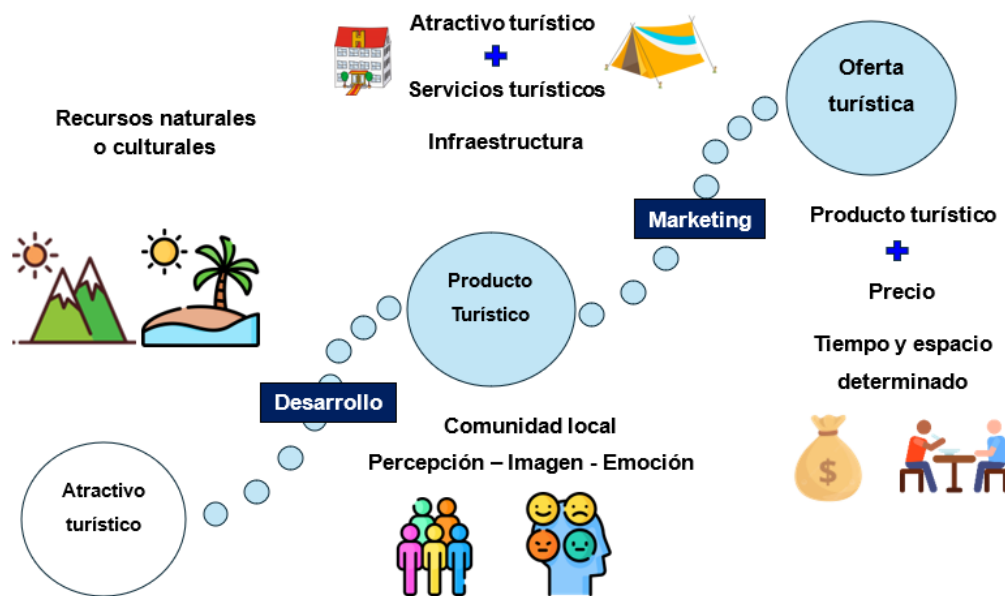 Atractivo turístico
Servicios turísticos
Infraestructura
Oferta
turística
Recursos naturales
o culturales
Marketing
Producto turístico
Precio
Tiempo y espacio
determinado
Producto
Turístico
Desarrollo
Comunidad local
Percepción – Imagen - Emoción
Atractivo
turístico
H
$